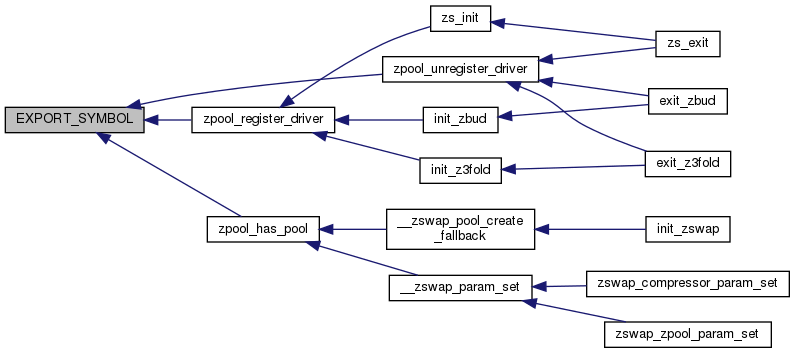 zs_init
zs_exit
zpool_unregister_driver
exit_zbud
EXPORT_SYMBOL
zpool_register_driver
init_zbud
init_z3fold
exit_z3fold
zpool_has_pool
__zswap_pool_create
_fallback
init_zswap
__zswap_param_set
zswap_compressor_param_set
zswap_zpool_param_set